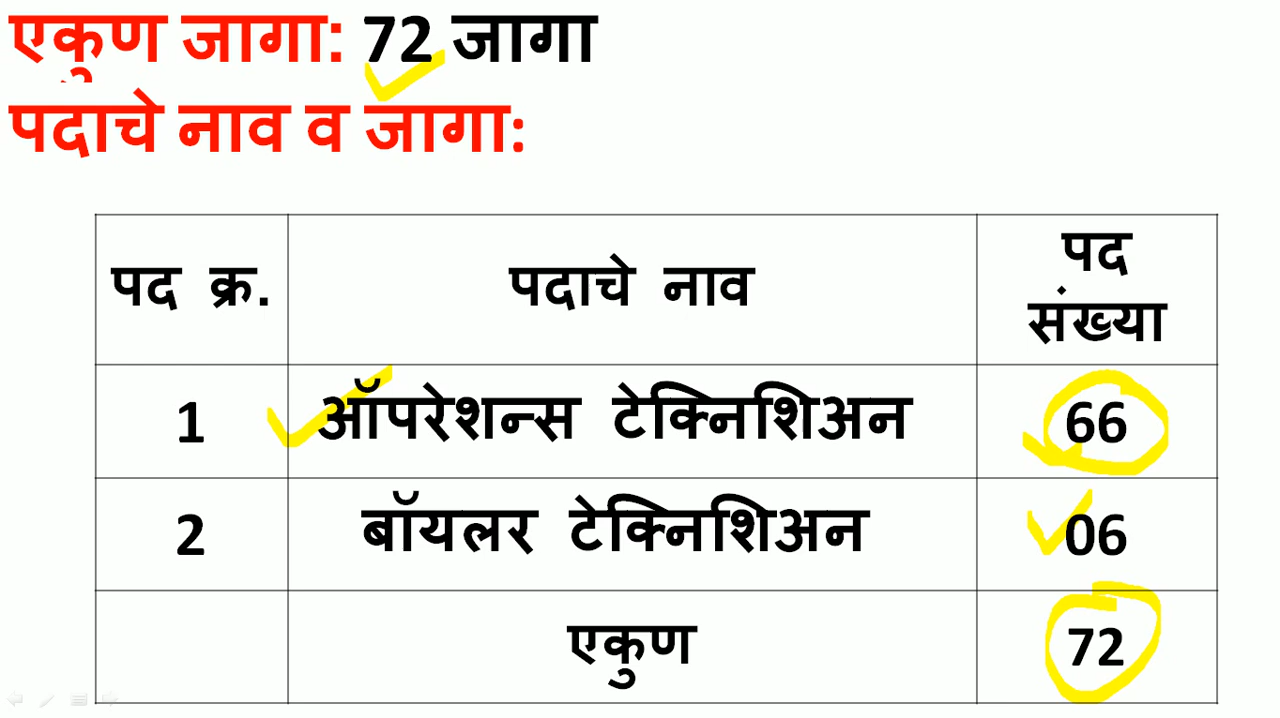 एकुण जागा: 72 जागा
पदाचे नाव व जागा:
पद क्र. पदाचे नाव पद संख्या
1 ऑपरेशन्स टेक्निशिअन 66
2 बॉयलर टेक्निशिअन 06
एकुण 72